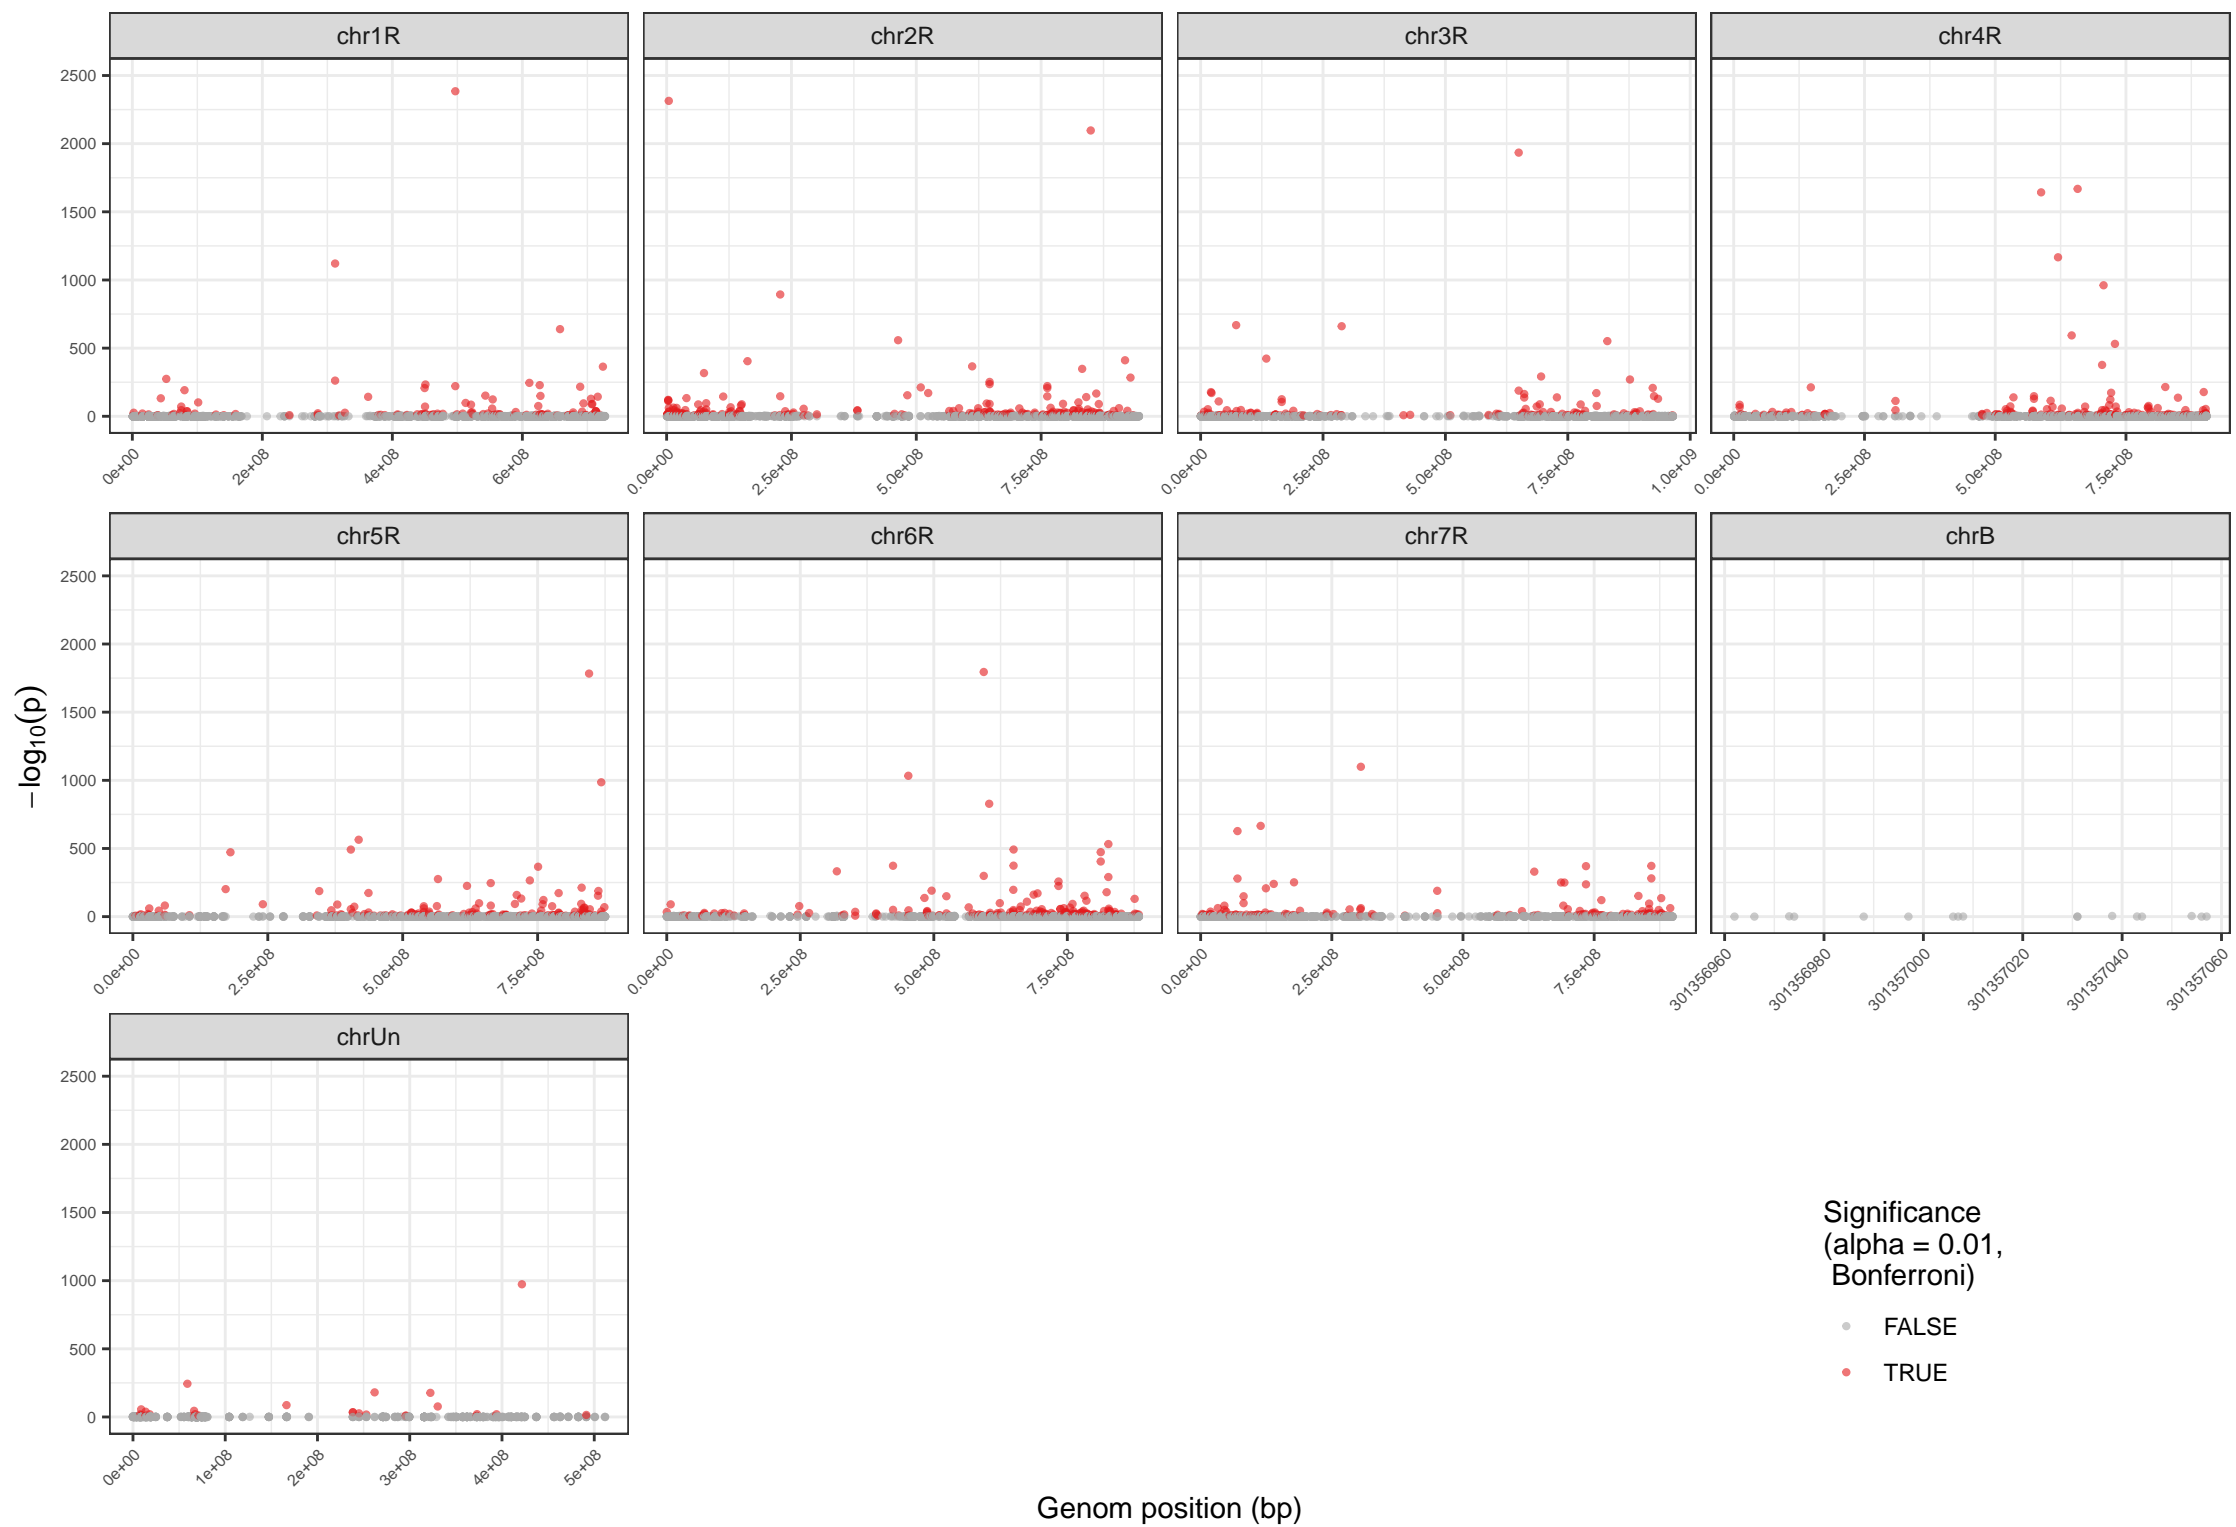 chr1R chr2R chr3R chr4R
2500
2000
1500
1000
500
0
0e+00 2e+08 4e+08 6e+08
0.0e+00 2.5e+08 5.0e+08 7.5e+08
0.0e+00 2.5e+08 5.0e+08 7.5e+08 1.0e+09
0.0e+00 2.5e+08 5.0e+08 7.5e+08
chr5R chr6R chr7R chrB
2500
2000
1500
1000
500
0
−log10(p)
0.0e+00 2.5e+08 5.0e+08 7.5e+08
0.0e+00 2.5e+08 5.0e+08 7.5e+08
0.0e+00 2.5e+08 5.0e+08 7.5e+08
301356960 301356980 301357000 301357020 301357040 301357060
chrUn
2500
2000
1500
1000
500
0
0e+00 1e+08 2e+08 3e+08 4e+08 5e+08
Significance
(alpha = 0.01,
Bonferroni)
FALSE
TRUE
Genom position (bp)